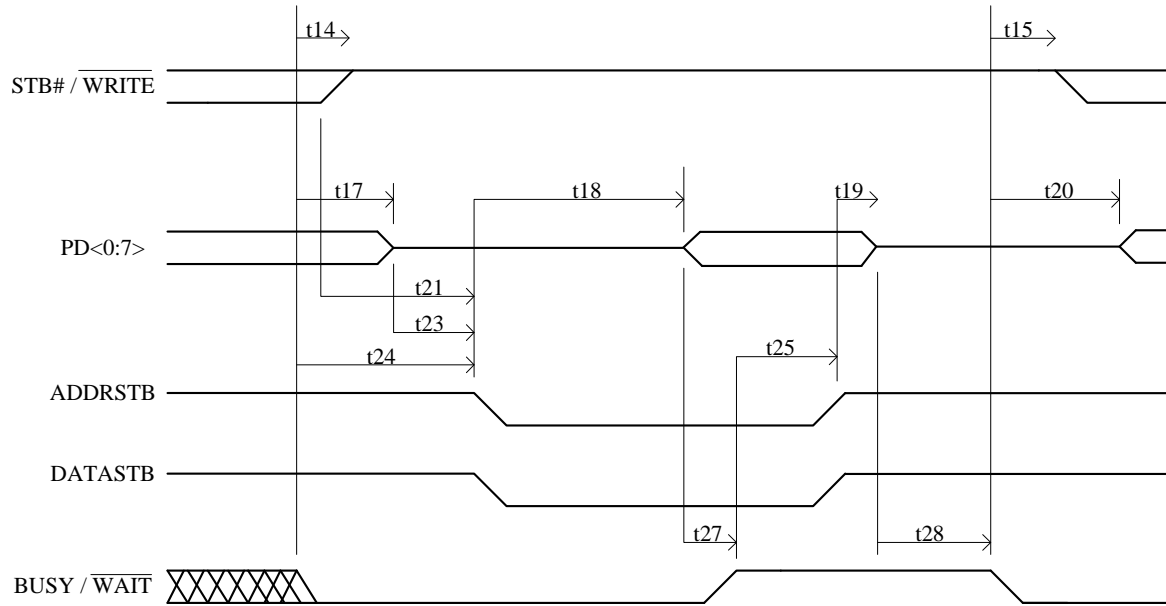 t14 t15
STB# / WRITE
t17 t18 t19 t20
PD<0:7>
t21
t23
t24 t25
ADDRSTB
DATASTB
t27 t28
BUSY / WAIT